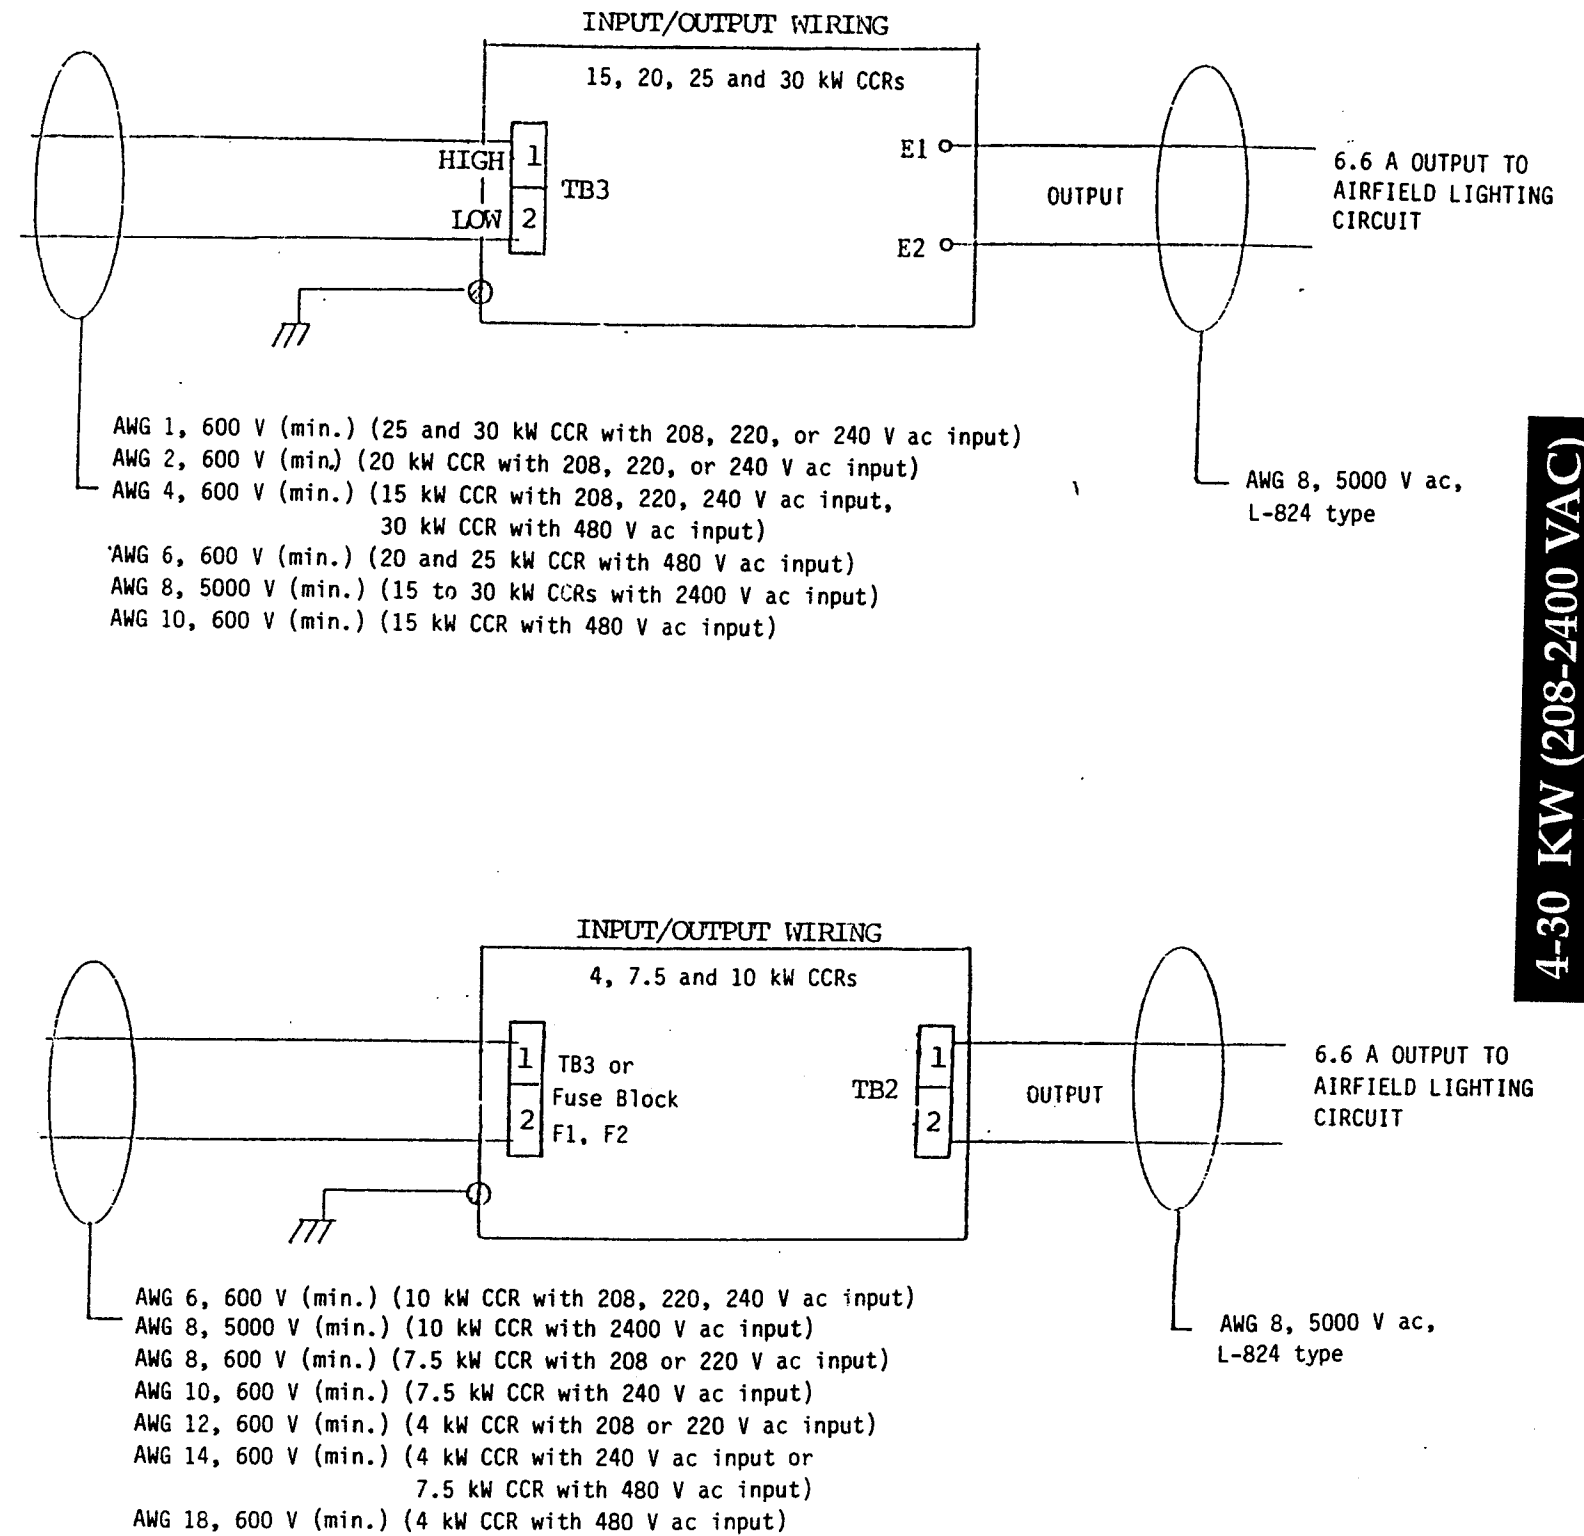 INPUT/OUTPUT WIRING
15, 20, 25 and 30 kW CCRs
HIGH
1
LOW
2
TB3
E1
E2
OUTPUT
6.6 A OUTPUT TO
AIRFIELD LIGHTING
CIRCUIT
AWG 1, 600 V (min.) (25 and 30 kW CCR with 208, 220, or 240 V ac input)
AWG 2, 600 V (min.) (20 kW CCR with 208, 220, or 240 V ac input)
AWG 4, 600 V (min.) (15 kW CCR with 208, 220, 240 V ac input,
30 kW CCR with 480 V ac input)
AWG 6, 600 V (min.) (20 and 25 kW CCR with 480 V ac input)
AWG 8, 5000 V (min.) (15 to 30 kW CCRs with 2400 V ac input)
AWG 10, 600 V (min.) (15 kW CCR with 480 V ac input)
AWG 8, 5000 V ac,
L-824 type
4-30 KW (208-2400 VAC)
INPUT/OUTPUT WIRING
4, 7.5 and 10 kW CCRs
1
2
TB3 or
Fuse Block
F1, F2
TB2
1
2
OUTPUT
6.6 A OUTPUT TO
AIRFIELD LIGHTING
CIRCUIT
AWG 6, 600 V (min.) (10 kW CCR with 208, 220, 240 V ac input)
AWG 8, 5000 V (min.) (10 kW CCR with 2400 V ac input)
AWG 8, 600 V (min.) (7.5 kW CCR with 208 or 220 V ac input)
AWG 10, 600 V (min.) (7.5 kW CCR with 240 V ac input)
AWG 12, 600 V (min.) (4 kW CCR with 208 or 220 V ac input)
AWG 14, 600 V (min.) (4 kW CCR with 240 V ac input or
7.5 kW CCR with 480 V ac input)
AWG 18, 600 V (min.) (4 kW CCR with 480 V ac input)
AWG 8, 5000 V ac,
L-824 type